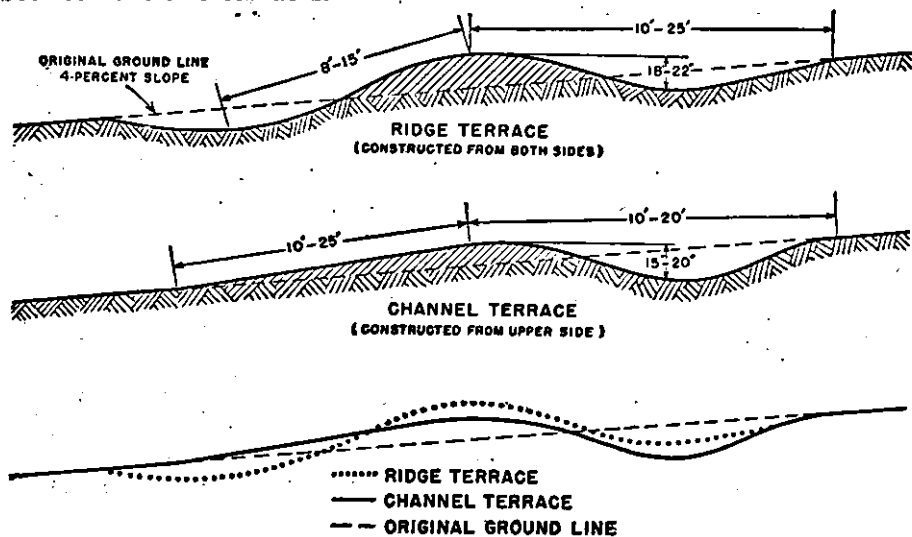 10'-25'
8'-15'
ORIGINAL GROUND LINE
4-PERCENT SLOPE
18-22"
RIDGE TERRACE
(CONSTRUCTED FROM BOTH SIDES)
10'-25'
10'-20'
15-20"
CHANNEL TERRACE
(CONSTRUCTED FROM UPPER SIDE)
RIDGE TERRACE
CHANNEL TERRACE
ORIGINAL GROUND LINE